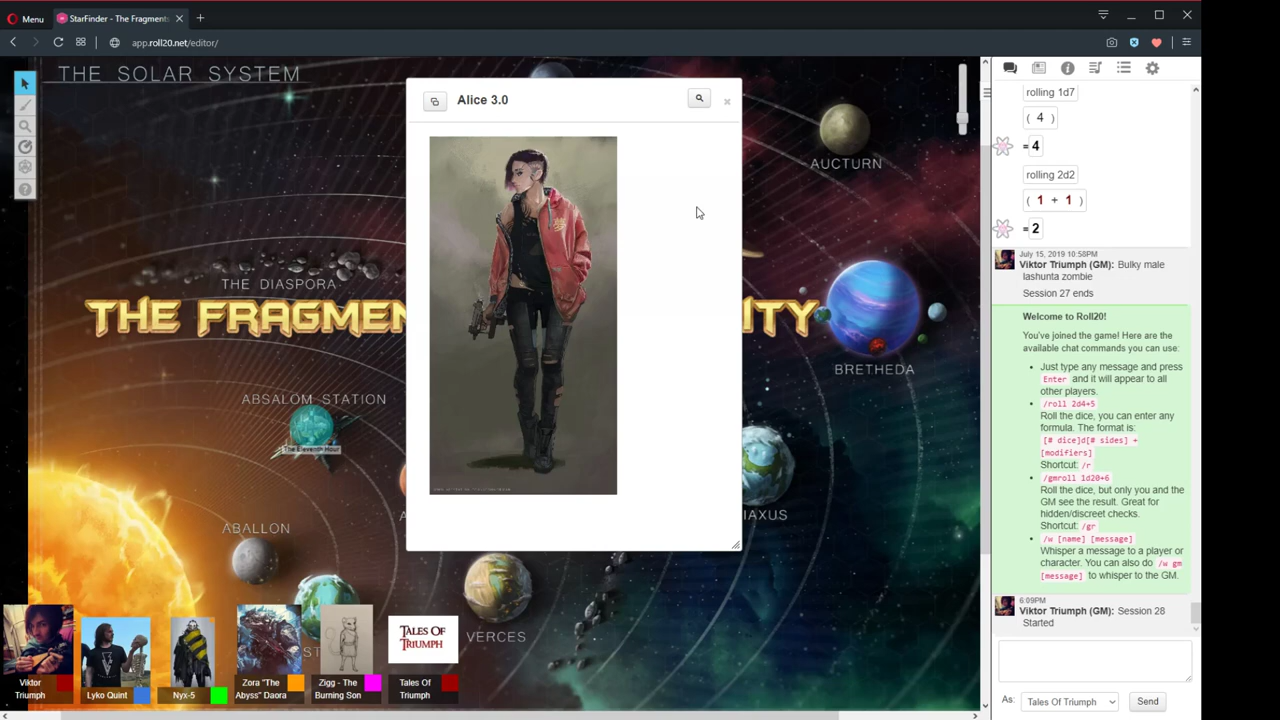 Menu
StarFinder - The Fragments
app.roll20.net/editor/
THE SOLAR SYSTEM
Alice 3.0
AUCTURN
THE DIASPORA
THE FRAGMEN
ITY
BRETHEDA
ABSALOM STATION
The Eleventh Hour
ABALLON
IAXUS
VERCES
ST
TALES OF
TRIUMPH
Viktor
Triumph
Lyko Quint
Nyx-5
Zora "The
Abyss" Daora
Zigg - The
Burning Son
Tales Of
Triumph
rolling 1d7
( 4 )
=4
rolling 2d2
( 1 + 1 )
=2
July 15, 2019 10:58PM
Viktor Triumph (GM): Bulky male
lashunta zombie
Session 27 ends
Welcome to Roll20!
You've joined the game! Here are the
available chat commands you can use:
• Just type any message and press
Enter and it will appear to all
other players.
• /roll 2d4+5
Roll the dice, you can enter any
formula. The format is:
[# dice]d[# sides] +
[modifiers]
Shortcut: /r
• /gmroll 1d20+6
Roll the dice, but only you and the
GM see the result. Great for
hidden/discreet checks.
Shortcut: /gr
• /w [name] [message]
Whisper a message to a player or
character. You can also do /w gm
[message] to whisper to the GM.
6:09PM
Viktor Triumph (GM): Session 28
Started
As:
Tales Of Triumph
Send